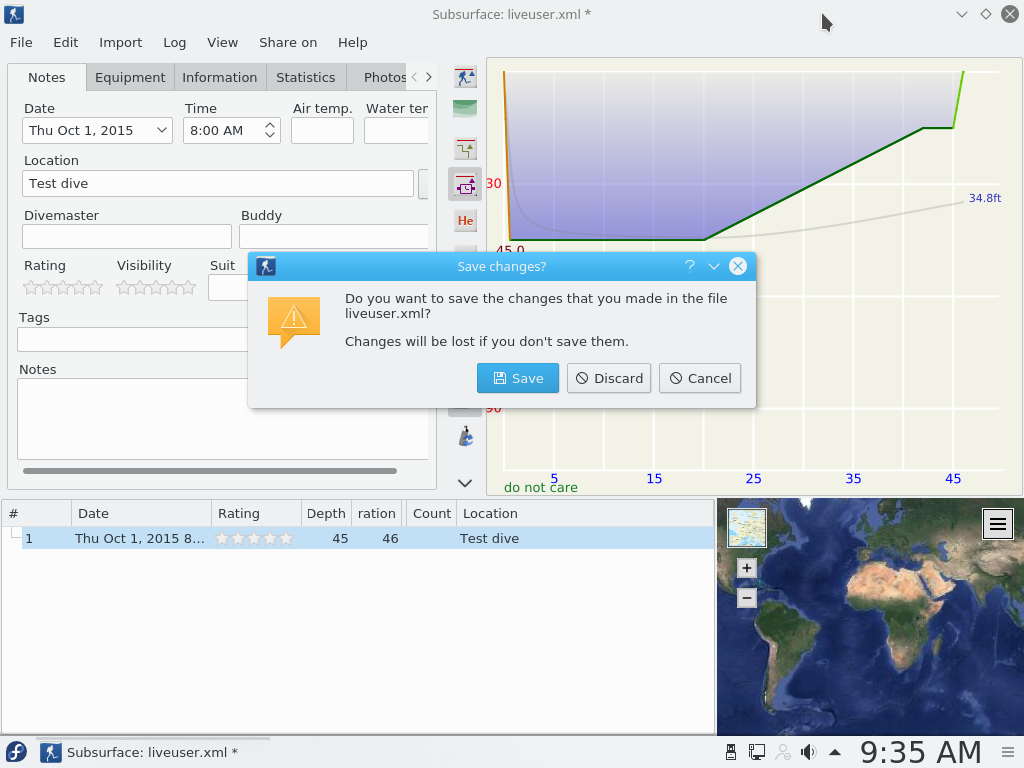 Subsurface: liveuser.xml *
File Edit Import Log View Share on Help
Notes Equipment Information Statistics Photos
Date Time Air temp. Water ter
Thu Oct 1, 2015 8:00 AM
Location
Test dive
Divemaster Buddy
Rating Visibility Suit
Tags
Notes
He
30
34.8ft
45.0
90
5 15 25 35 45
do not care
Save changes?
Do you want to save the changes that you made in the file
liveuser.xml?
Changes will be lost if you don't save them.
Save Discard Cancel
# Date Rating Depth ration Count Location
1 Thu Oct 1, 2015 8... 45 46 Test dive
+
−
Subsurface: liveuser.xml *
9:35 AM